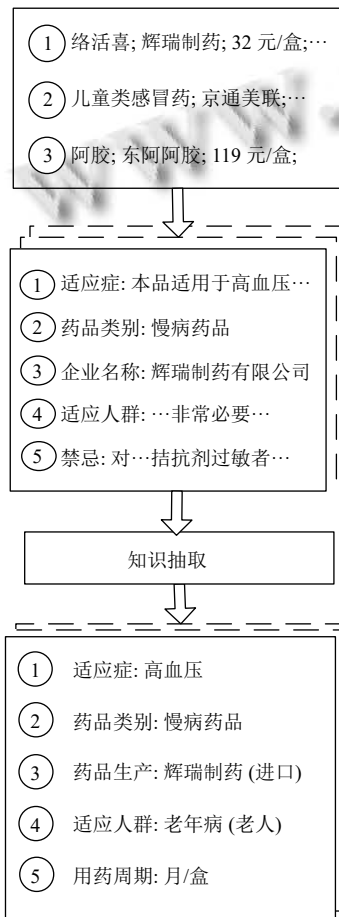 ① 络活喜; 辉瑞制药; 32 元/盒;…
② 儿童类感冒药; 京通美联;…
③ 阿胶; 东阿阿胶; 119 元/盒;
① 适应症: 本品适用于高血压…
② 药品类别: 慢病药品
③ 企业名称: 辉瑞制药有限公司
④ 适应人群: …非常必要…
⑤ 禁忌: 对…拮抗剂过敏者…
知识抽取
① 适应症: 高血压
② 药品类别: 慢病药品
③ 药品生产: 辉瑞制药 (进口)
④ 适应人群: 老年病 (老人)
⑤ 用药周期: 月/盒